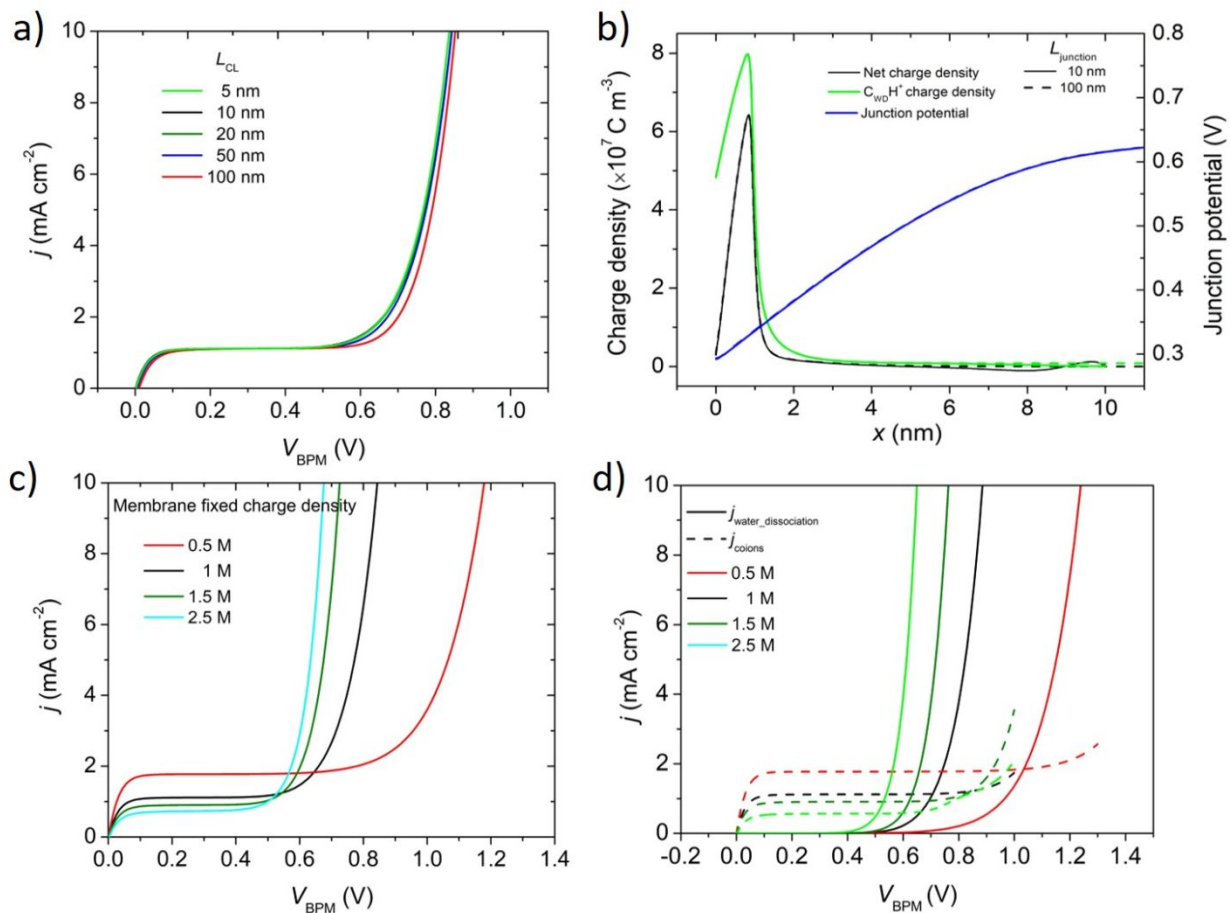 a)
10
8
6
4
2
0
j (mA cm⁻²)
L_CL
5 nm
10 nm
20 nm
50 nm
100 nm
0.0 0.2 0.4 0.6 0.8 1.0
V_BPM (V)
b)
8
6
4
2
0
Charge density (×10⁷ C m⁻³)
Net charge density
C_WDH⁺ charge density
Junction potential
L_junction
10 nm
100 nm
0.8
0.7
0.6
0.5
0.4
0.3
Junction potential (V)
0 2 4 6 8 10
x (nm)
c)
10
8
6
4
2
0
j (mA cm⁻²)
Membrane fixed charge density
0.5 M
1 M
1.5 M
2.5 M
0.0 0.2 0.4 0.6 0.8 1.0 1.2 1.4
V_BPM (V)
d)
10
8
6
4
2
0
j (mA cm⁻²)
j_water_dissociation
j_coions
0.5 M
1 M
1.5 M
2.5 M
-0.2 0.0 0.2 0.4 0.6 0.8 1.0 1.2 1.4
V_BPM (V)